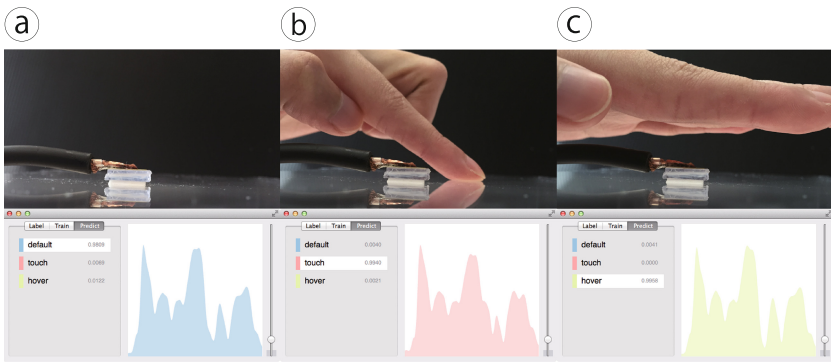 a
b
c
Label Train Predict
default 0.9809
touch 0.0069
hover 0.0122
Label Train Predict
default 0.0040
touch 0.9940
hover 0.0021
Label Train Predict
default 0.0041
touch 0.0000
hover 0.9958